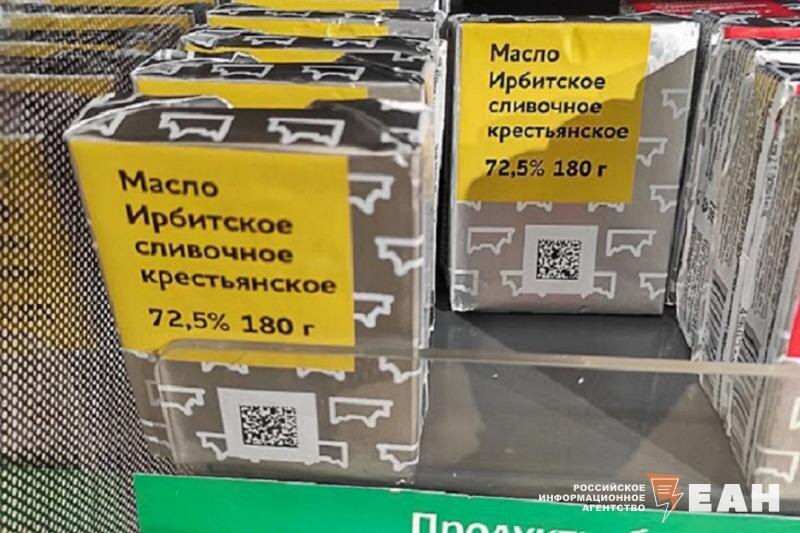 Масло
Ирбитское
сливочное
крестьянское
72,5% 180 г
Масло
Ирбитское
сливочное
крестьянское
72,5% 180 г
РОССИЙСКОЕ
ИНФОРМАЦИОННОЕ
АГЕНТСТВО
ЕАН